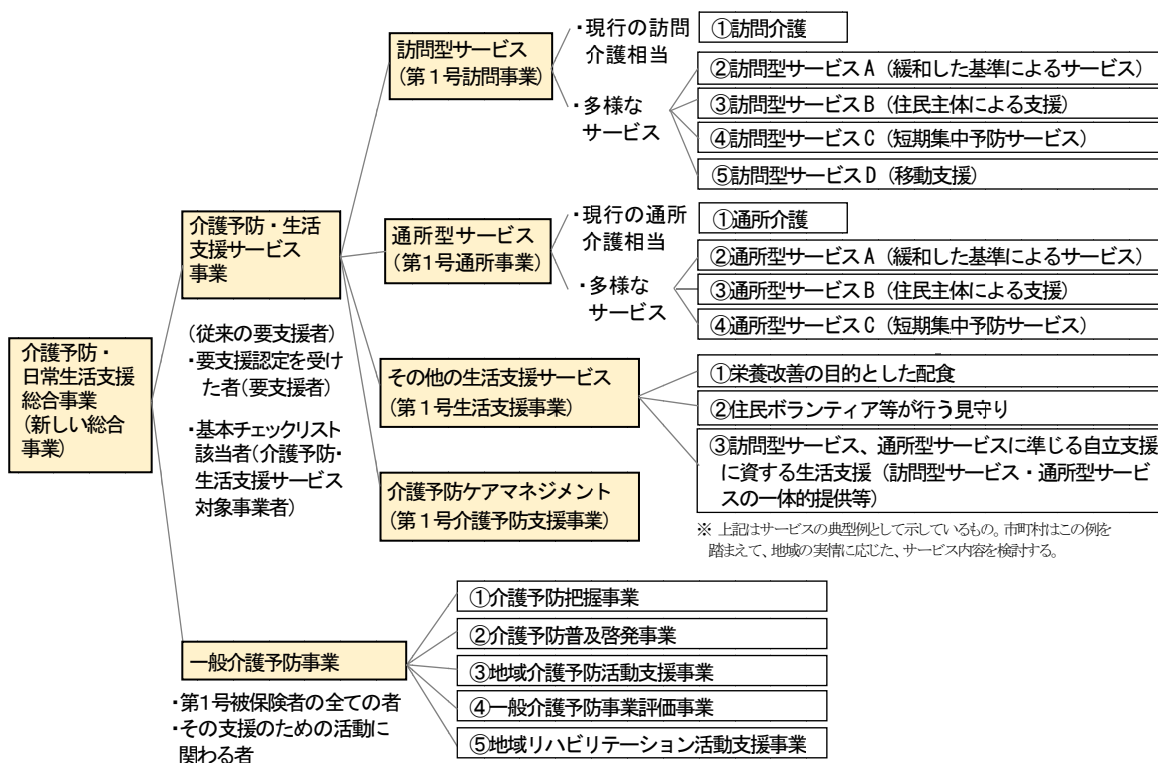 介護予防・
日常生活支援
総合事業
(新しい総合
事業)
介護予防・生活
支援サービス
事業
(従来の要支援者)
・要支援認定を受け
た者(要支援者)
・基本チェックリスト
該当者(介護予防・
生活支援サービス
対象事業者)
訪問型サービス
(第1号訪問事業)
・現行の訪問
介護相当
①訪問介護
・多様な
サービス
②訪問型サービスA（緩和した基準によるサービス）
③訪問型サービスB（住民主体による支援）
④訪問型サービスC（短期集中予防サービス）
⑤訪問型サービスD（移動支援）
通所型サービス
(第1号通所事業)
・現行の通所
介護相当
①通所介護
・多様な
サービス
②通所型サービスA（緩和した基準によるサービス）
③通所型サービスB（住民主体による支援）
④通所型サービスC（短期集中予防サービス）
その他の生活支援サービス
(第1号生活支援事業)
①栄養改善の目的とした配食
②住民ボランティア等が行う見守り
③訪問型サービス、通所型サービスに準じる自立支援
に資する生活支援（訪問型サービス・通所型サービ
スの一体的提供等）
介護予防ケアマネジメント
(第1号介護予防支援事業)
※ 上記はサービスの典型例として示しているもの。市町村はこの例を
踏まえて、地域の実情に応じた、サービス内容を検討する。
一般介護予防事業
・第1号被保険者の全ての者
・その支援のための活動に
関わる者
①介護予防把握事業
②介護予防普及啓発事業
③地域介護予防活動支援事業
④一般介護予防事業評価事業
⑤地域リハビリテーション活動支援事業